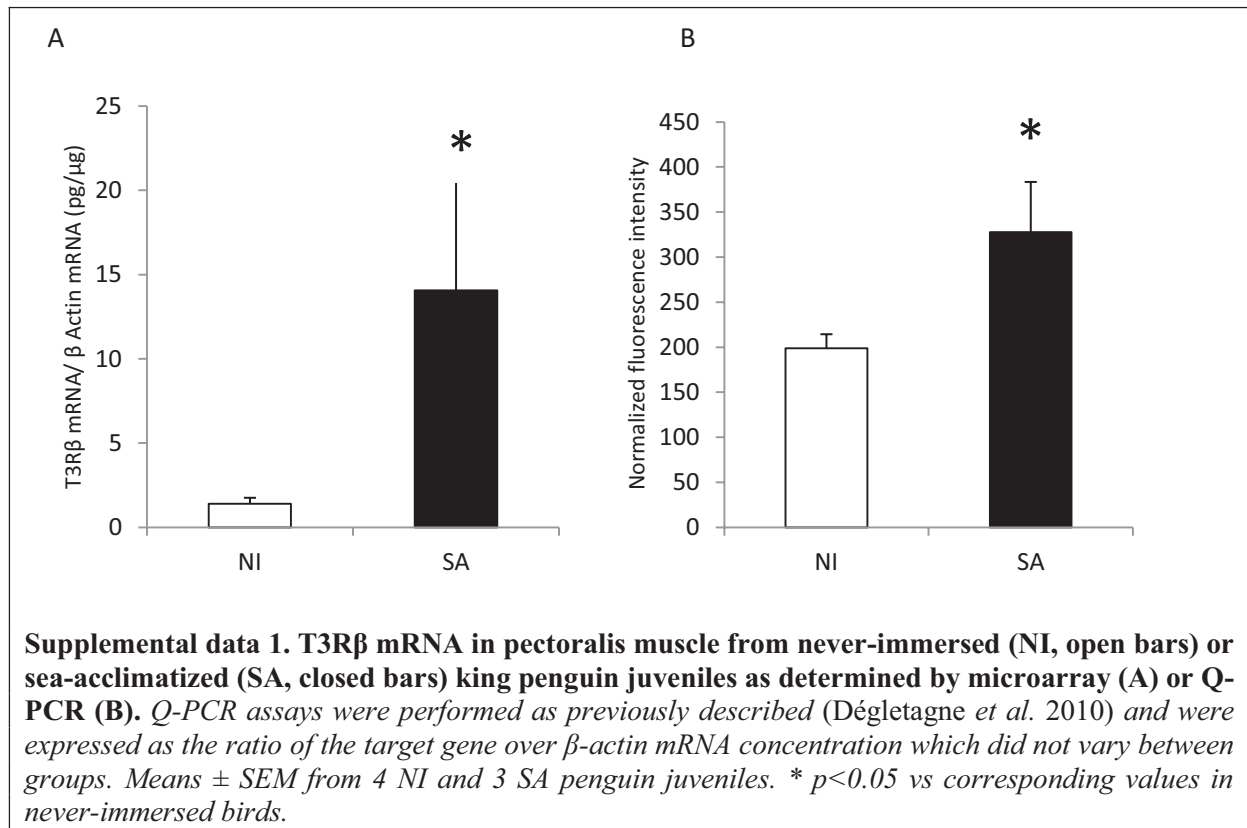 A
B
T3Rβ mRNA/ β Actin mRNA (pg/μg)
25
20
15
10
5
0
NI
SA
*
Normalized fluorescence intensity
450
400
350
300
250
200
150
100
50
0
NI
SA
*
Supplemental data 1. T3Rβ mRNA in pectoralis muscle from never-immersed (NI, open bars) or
sea-acclimatized (SA, closed bars) king penguin juveniles as determined by microarray (A) or Q-
PCR (B). Q-PCR assays were performed as previously described (Dégletagne et al. 2010) and were
expressed as the ratio of the target gene over β-actin mRNA concentration which did not vary between
groups. Means ± SEM from 4 NI and 3 SA penguin juveniles. * p<0.05 vs corresponding values in
never-immersed birds.